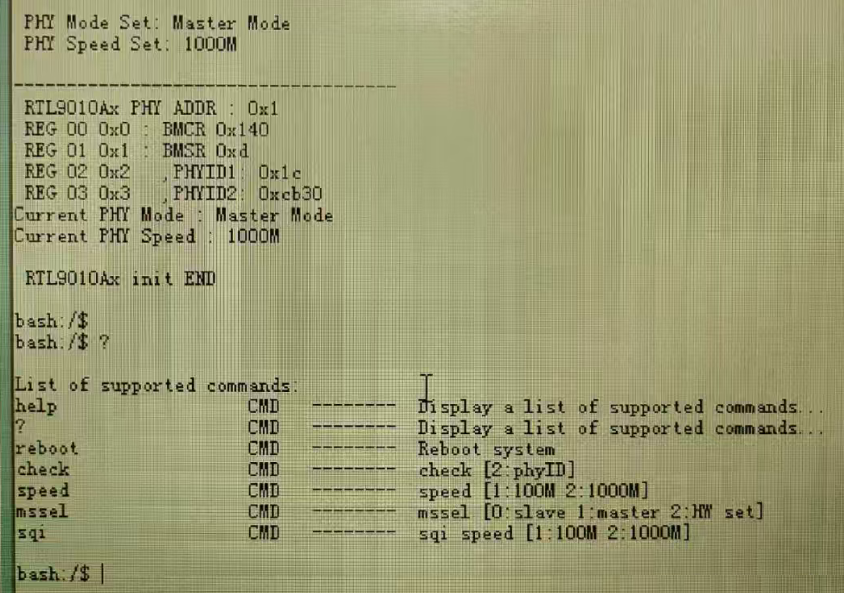 PHY Mode Set: Master Mode
PHY Speed Set: 1000M
------------------------------------
RTL9010Ax PHY ADDR : 0x1
REG 00 0x0 : BMCR 0x140
REG 01 0x1 : BMSR 0xd
REG 02 0x2   ,PHYID1: 0x1c
REG 03 0x3   ,PHYID2: 0xcb30
Current PHY Mode : Master Mode
Current PHY Speed : 1000M
RTL9010Ax init END
bash:/$
bash:/$ ?
List of supported commands:
help CMD -------- Display a list of supported commands...
? CMD -------- Display a list of supported commands...
reboot CMD -------- Reboot system
check CMD -------- check [2:phyID]
speed CMD -------- speed [1:100M 2:1000M]
mssel CMD -------- mssel [0:slave 1:master 2:HW set]
sqi CMD -------- sqi speed [1:100M 2:1000M]
bash:/$